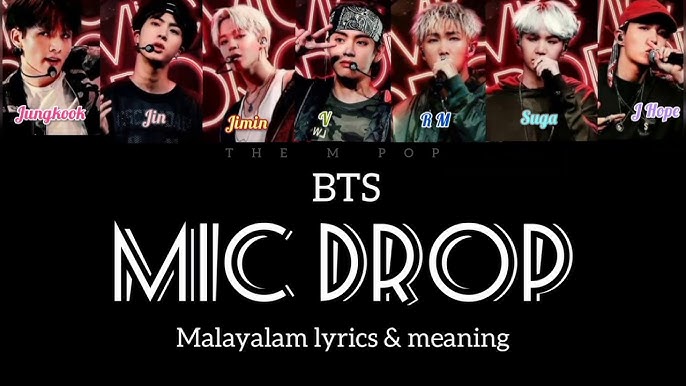 Jungkook
Jin
Jimin
V
R M
Suga
J Hope
THE M POP
BTS
MIC DROP
Malayalam lyrics & meaning